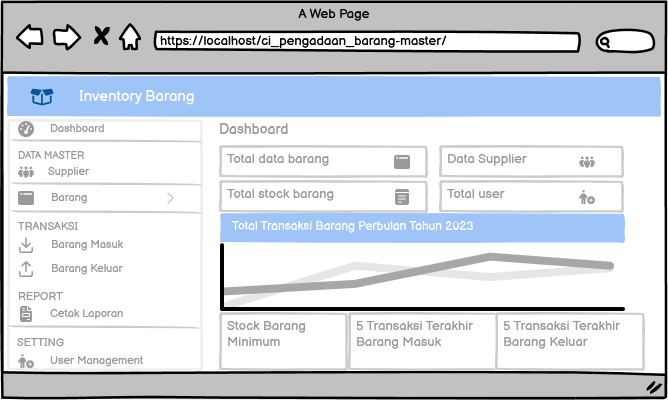 A Web Page
https://localhost/ci_pengadaan_barang-master/
Inventory Barang
Dashboard
DATA MASTER
Supplier
Barang
TRANSAKSI
Barang Masuk
Barang Keluar
REPORT
Cetak Laporan
SETTING
User Management
Dashboard
Total data barang
Data Supplier
Total stock barang
Total user
Total Transaksi Barang Perbulan Tahun 2023
Stock Barang
Minimum
5 Transaksi Terakhir
Barang Masuk
5 Transaksi Terakhir
Barang Keluar